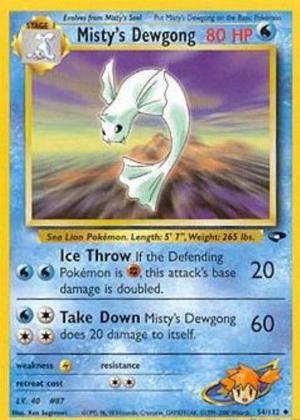 Evolves from Misty's Seel Put Misty's Dewgong on the Basic Pokémon
STAGE 1
Misty's Dewgong 80 HP
Sea Lion Pokémon. Length: 5' 7", Weight: 265 lbs.
Ice Throw If the Defending
Pokémon is , this attack's base 20
damage is doubled.
Take Down Misty's Dewgong 60
does 20 damage to itself.
weakness resistance
retreat cost
LV. 40 #87
Illus. Ken Sugimori 54/132